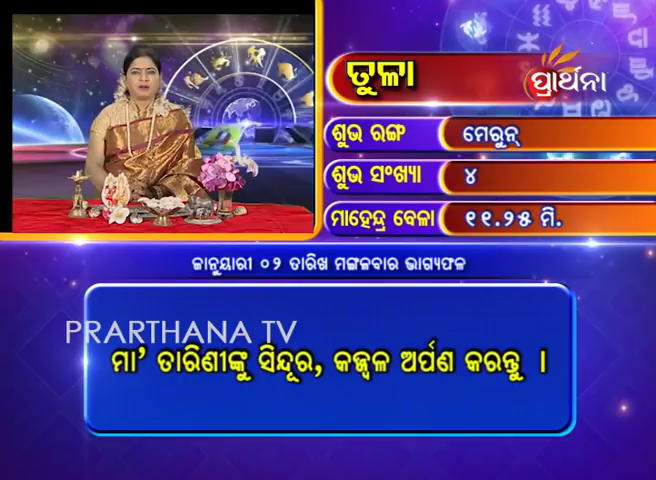 ତୁଳା
ପ୍ରାର୍ଥନା
ଶୁଭ ରଙ୍ଗ
ମେରୁନ୍
ଶୁଭ ସଂଖ୍ୟା
୪
ମାହେନ୍ଦ୍ର ବେଳା
୧୧.୨୫ ମି.
ଜାନୁୟାରୀ ୦୨ ତାରିଖ ମଙ୍ଗଳବାର ଭାଗ୍ୟଫଳ
PRARTHANA TV
ମା' ତାରିଣୀଙ୍କୁ ସିନ୍ଦୂର, କଜ୍ଜ୍ୱଳ ଅର୍ପଣ କରନ୍ତୁ ।